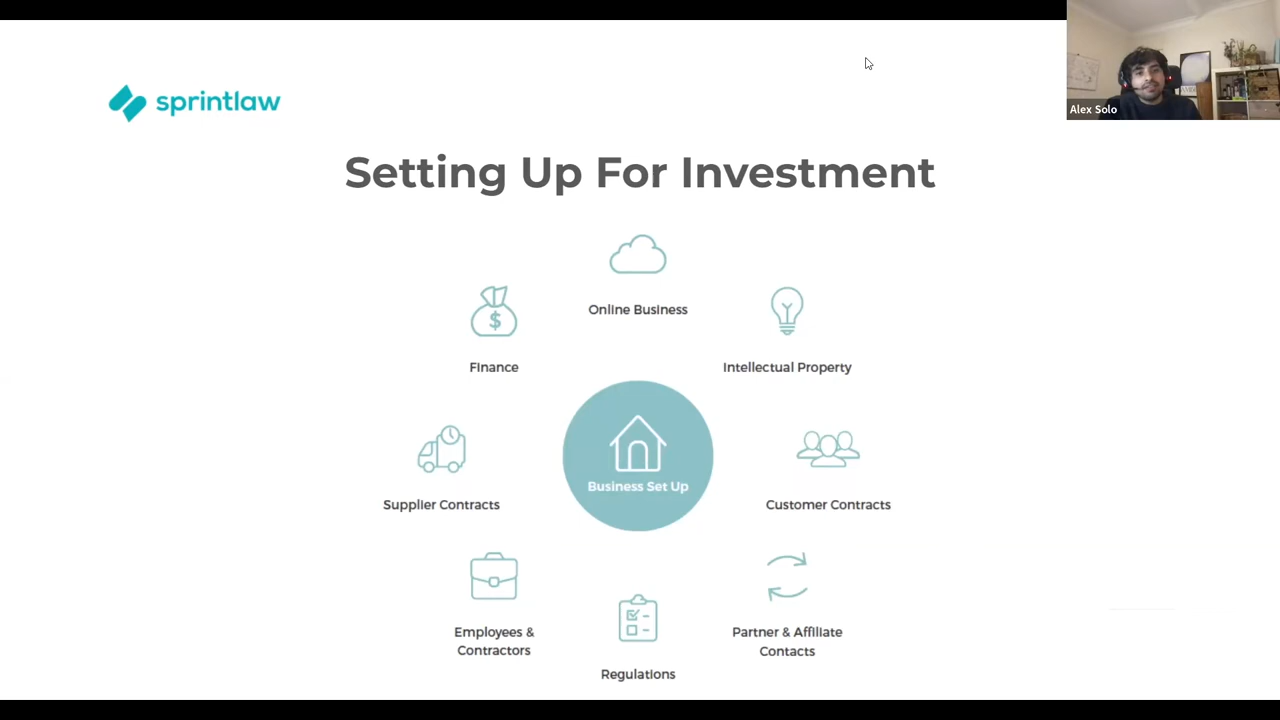 sprintlaw
Alex Solo
Setting Up For Investment
Online Business
Finance
$
Intellectual Property
Supplier Contracts
Business Set Up
Customer Contracts
Employees &
Contractors
Regulations
Partner & Affiliate
Contacts